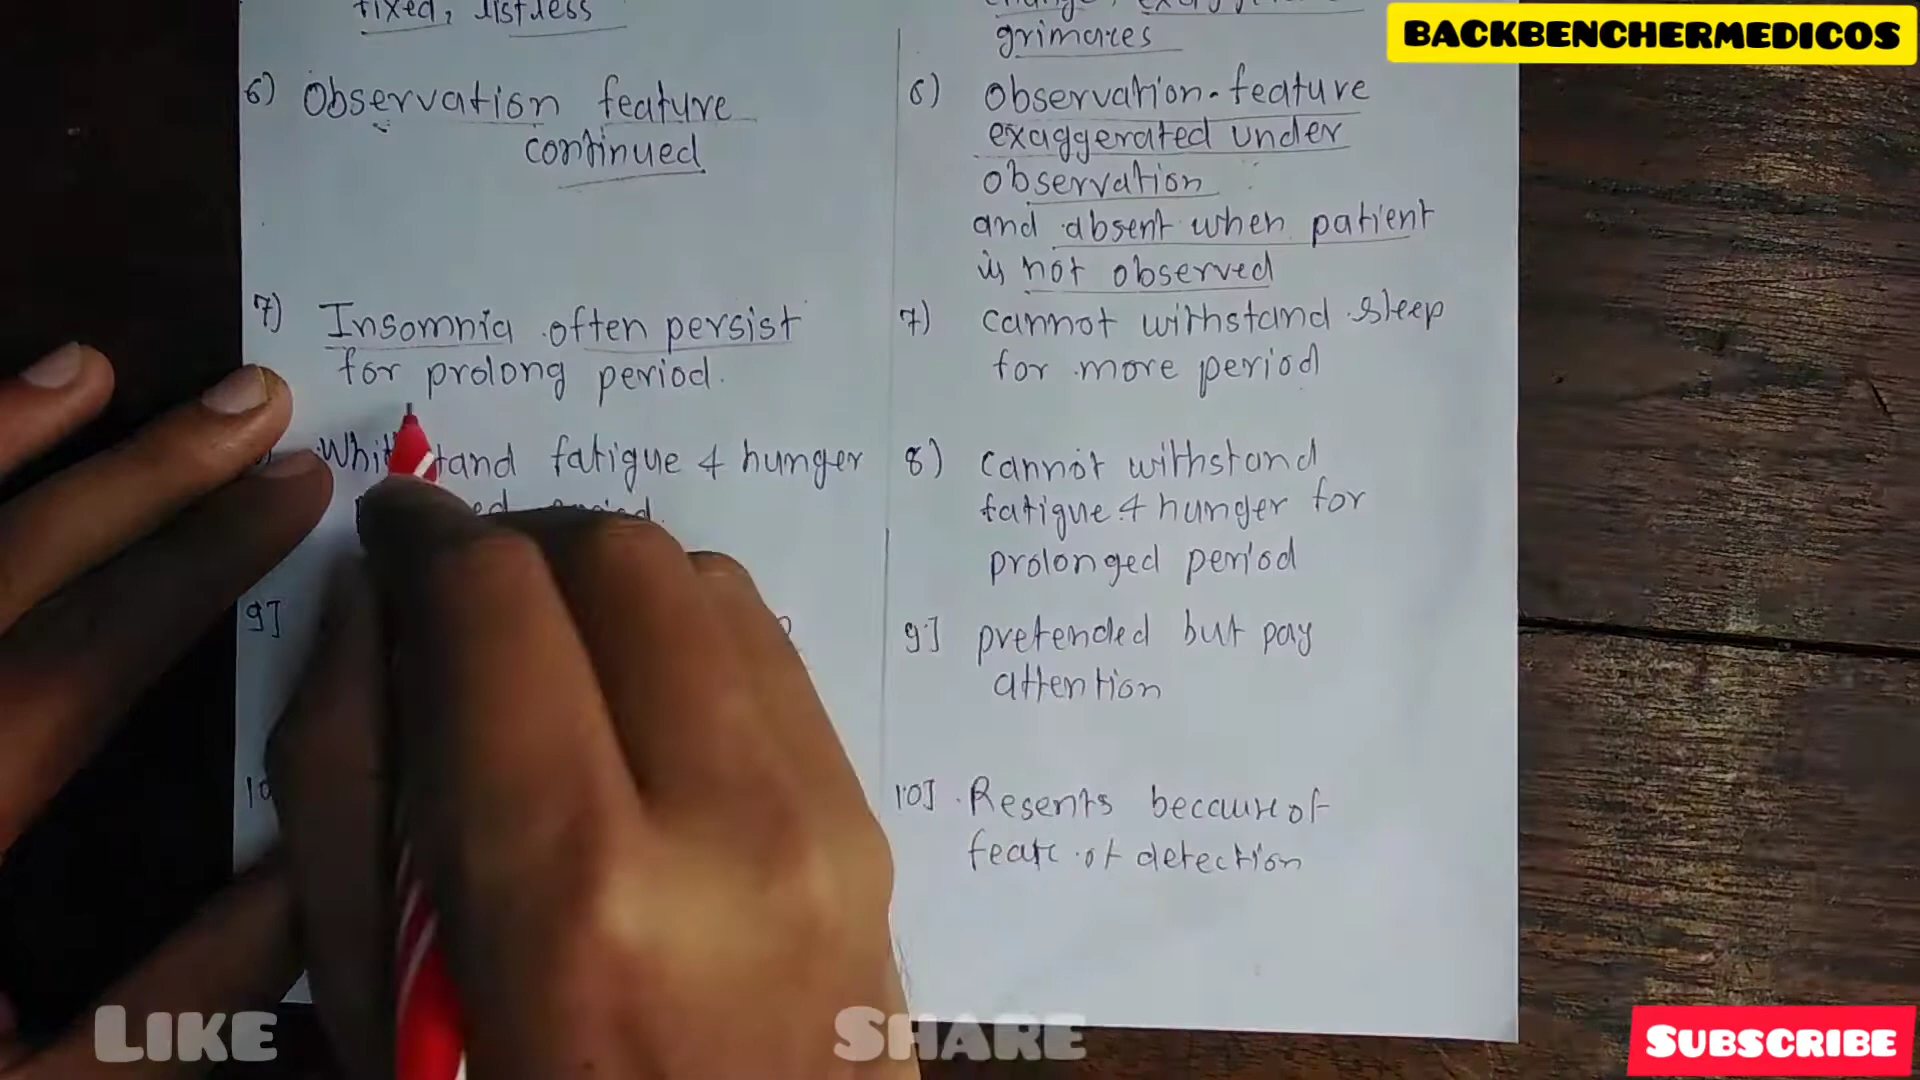 fixed, listless
grimaces
6) Observation feature
continued
6) Observation-feature
exaggerated under
observation
and absent when patient
is not observed
7) Insomnia often persist
for prolong period.
7) cannot withstand sleep
for more period
fatigue & hunger
8) cannot withstand
fatigue & hunger for
prolonged period
9]
9] pretended but pay
attention
10
10] Resents because of
fear of detection
BACKBENCHERMEDICOS
LIKE
SHARE
SUBSCRIBE